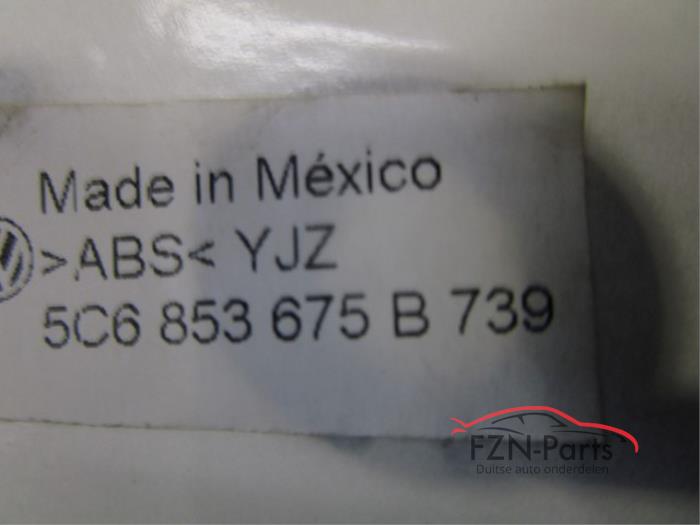 Made in México
>ABS< YJZ
5C6 853 675 B 739
FZN-Parts
Duitse auto onderdelen